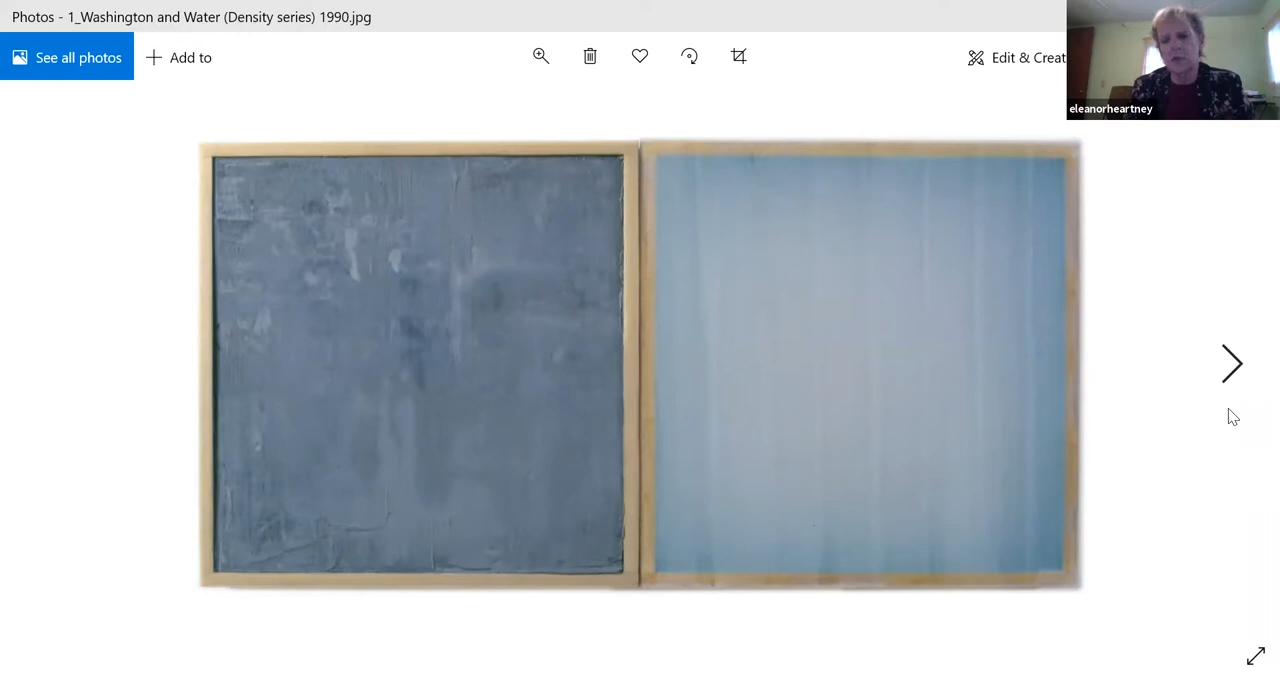 Photos - 1_Washington and Water (Density series) 1990.jpg
See all photos
Add to
Edit & Creat
eleanorheartney